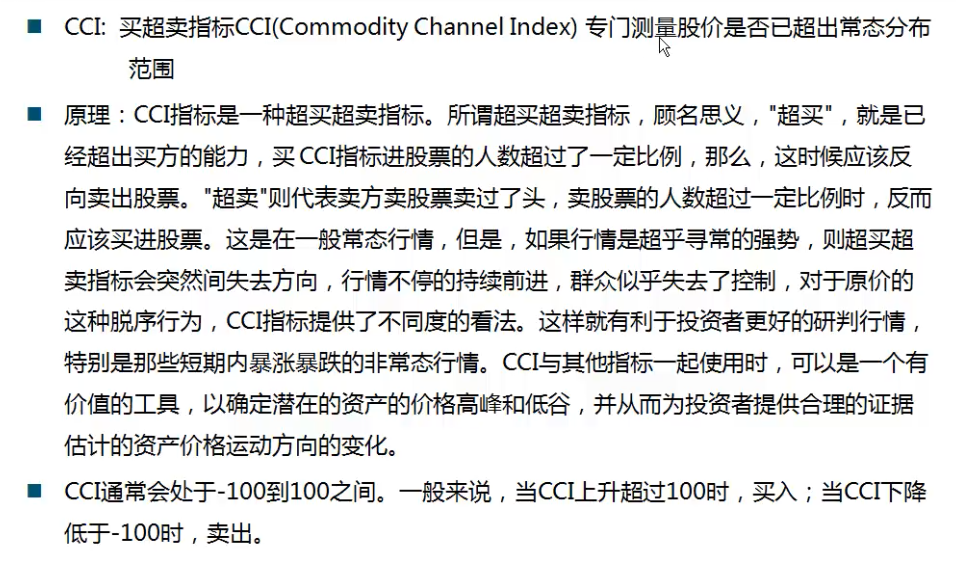 CCI: 买超卖指标CCI(Commodity Channel Index) 专门测量股价是否已超出常态分布
范围
原理：CCI指标是一种超买超卖指标。所谓超买超卖指标，顾名思义，"超买"，就是已
经超出买方的能力，买 CCI指标进股票的人数超过了一定比例，那么，这时候应该反
向卖出股票。"超卖"则代表卖方卖股票卖过了头，卖股票的人数超过一定比例时，反而
应该买进股票。这是在一般常态行情，但是，如果行情是超乎寻常的强势，则超买超
卖指标会突然间失去方向，行情不停的持续前进，群众似乎失去了控制，对于原价的
这种脱序行为，CCI指标提供了不同度的看法。这样就有利于投资者更好的研判行情，
特别是那些短期内暴涨暴跌的非常态行情。CCI与其他指标一起使用时，可以是一个有
价值的工具，以确定潜在的资产的价格高峰和低谷，并从而为投资者提供合理的证据
估计的资产价格运动方向的变化。
CCI通常会处于-100到100之间。一般来说，当CCI上升超过100时，买入；当CCI下降
低于-100时，卖出。